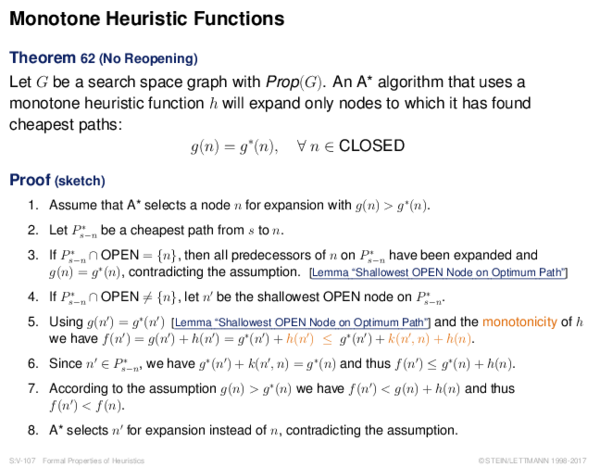 Monotone Heuristic Functions
Theorem 62 (No Reopening)
Let G be a search space graph with Prop(G). An A* algorithm that uses a
monotone heuristic function h will expand only nodes to which it has found
cheapest paths:
g(n) = g*(n), ∀ n ∈ CLOSED
Proof (sketch)
1. Assume that A* selects a node n for expansion with g(n) > g*(n).
2. Let P*ₛ₋ₙ be a cheapest path from s to n.
3. If P*ₛ₋ₙ ∩ OPEN = {n}, then all predecessors of n on P*ₛ₋ₙ have been expanded and
g(n) = g*(n), contradicting the assumption. [Lemma "Shallowest OPEN Node on Optimum Path"]
4. If P*ₛ₋ₙ ∩ OPEN ≠ {n}, let n′ be the shallowest OPEN node on P*ₛ₋ₙ.
5. Using g(n′) = g*(n′) [Lemma "Shallowest OPEN Node on Optimum Path"] and the monotonicity of h
we have f(n′) = g(n′) + h(n′) = g*(n′) + h(n′) ≤ g*(n′) + k(n′, n) + h(n).
6. Since n′ ∈ P*ₛ₋ₙ, we have g*(n′) + k(n′, n) = g*(n) and thus f(n′) ≤ g*(n) + h(n).
7. According to the assumption g(n) > g*(n) we have f(n′) < g(n) + h(n) and thus
f(n′) < f(n).
8. A* selects n′ for expansion instead of n, contradicting the assumption.
S:V-107 Formal Properties of Heuristics ©STEIN/LETTMANN 1998-2017